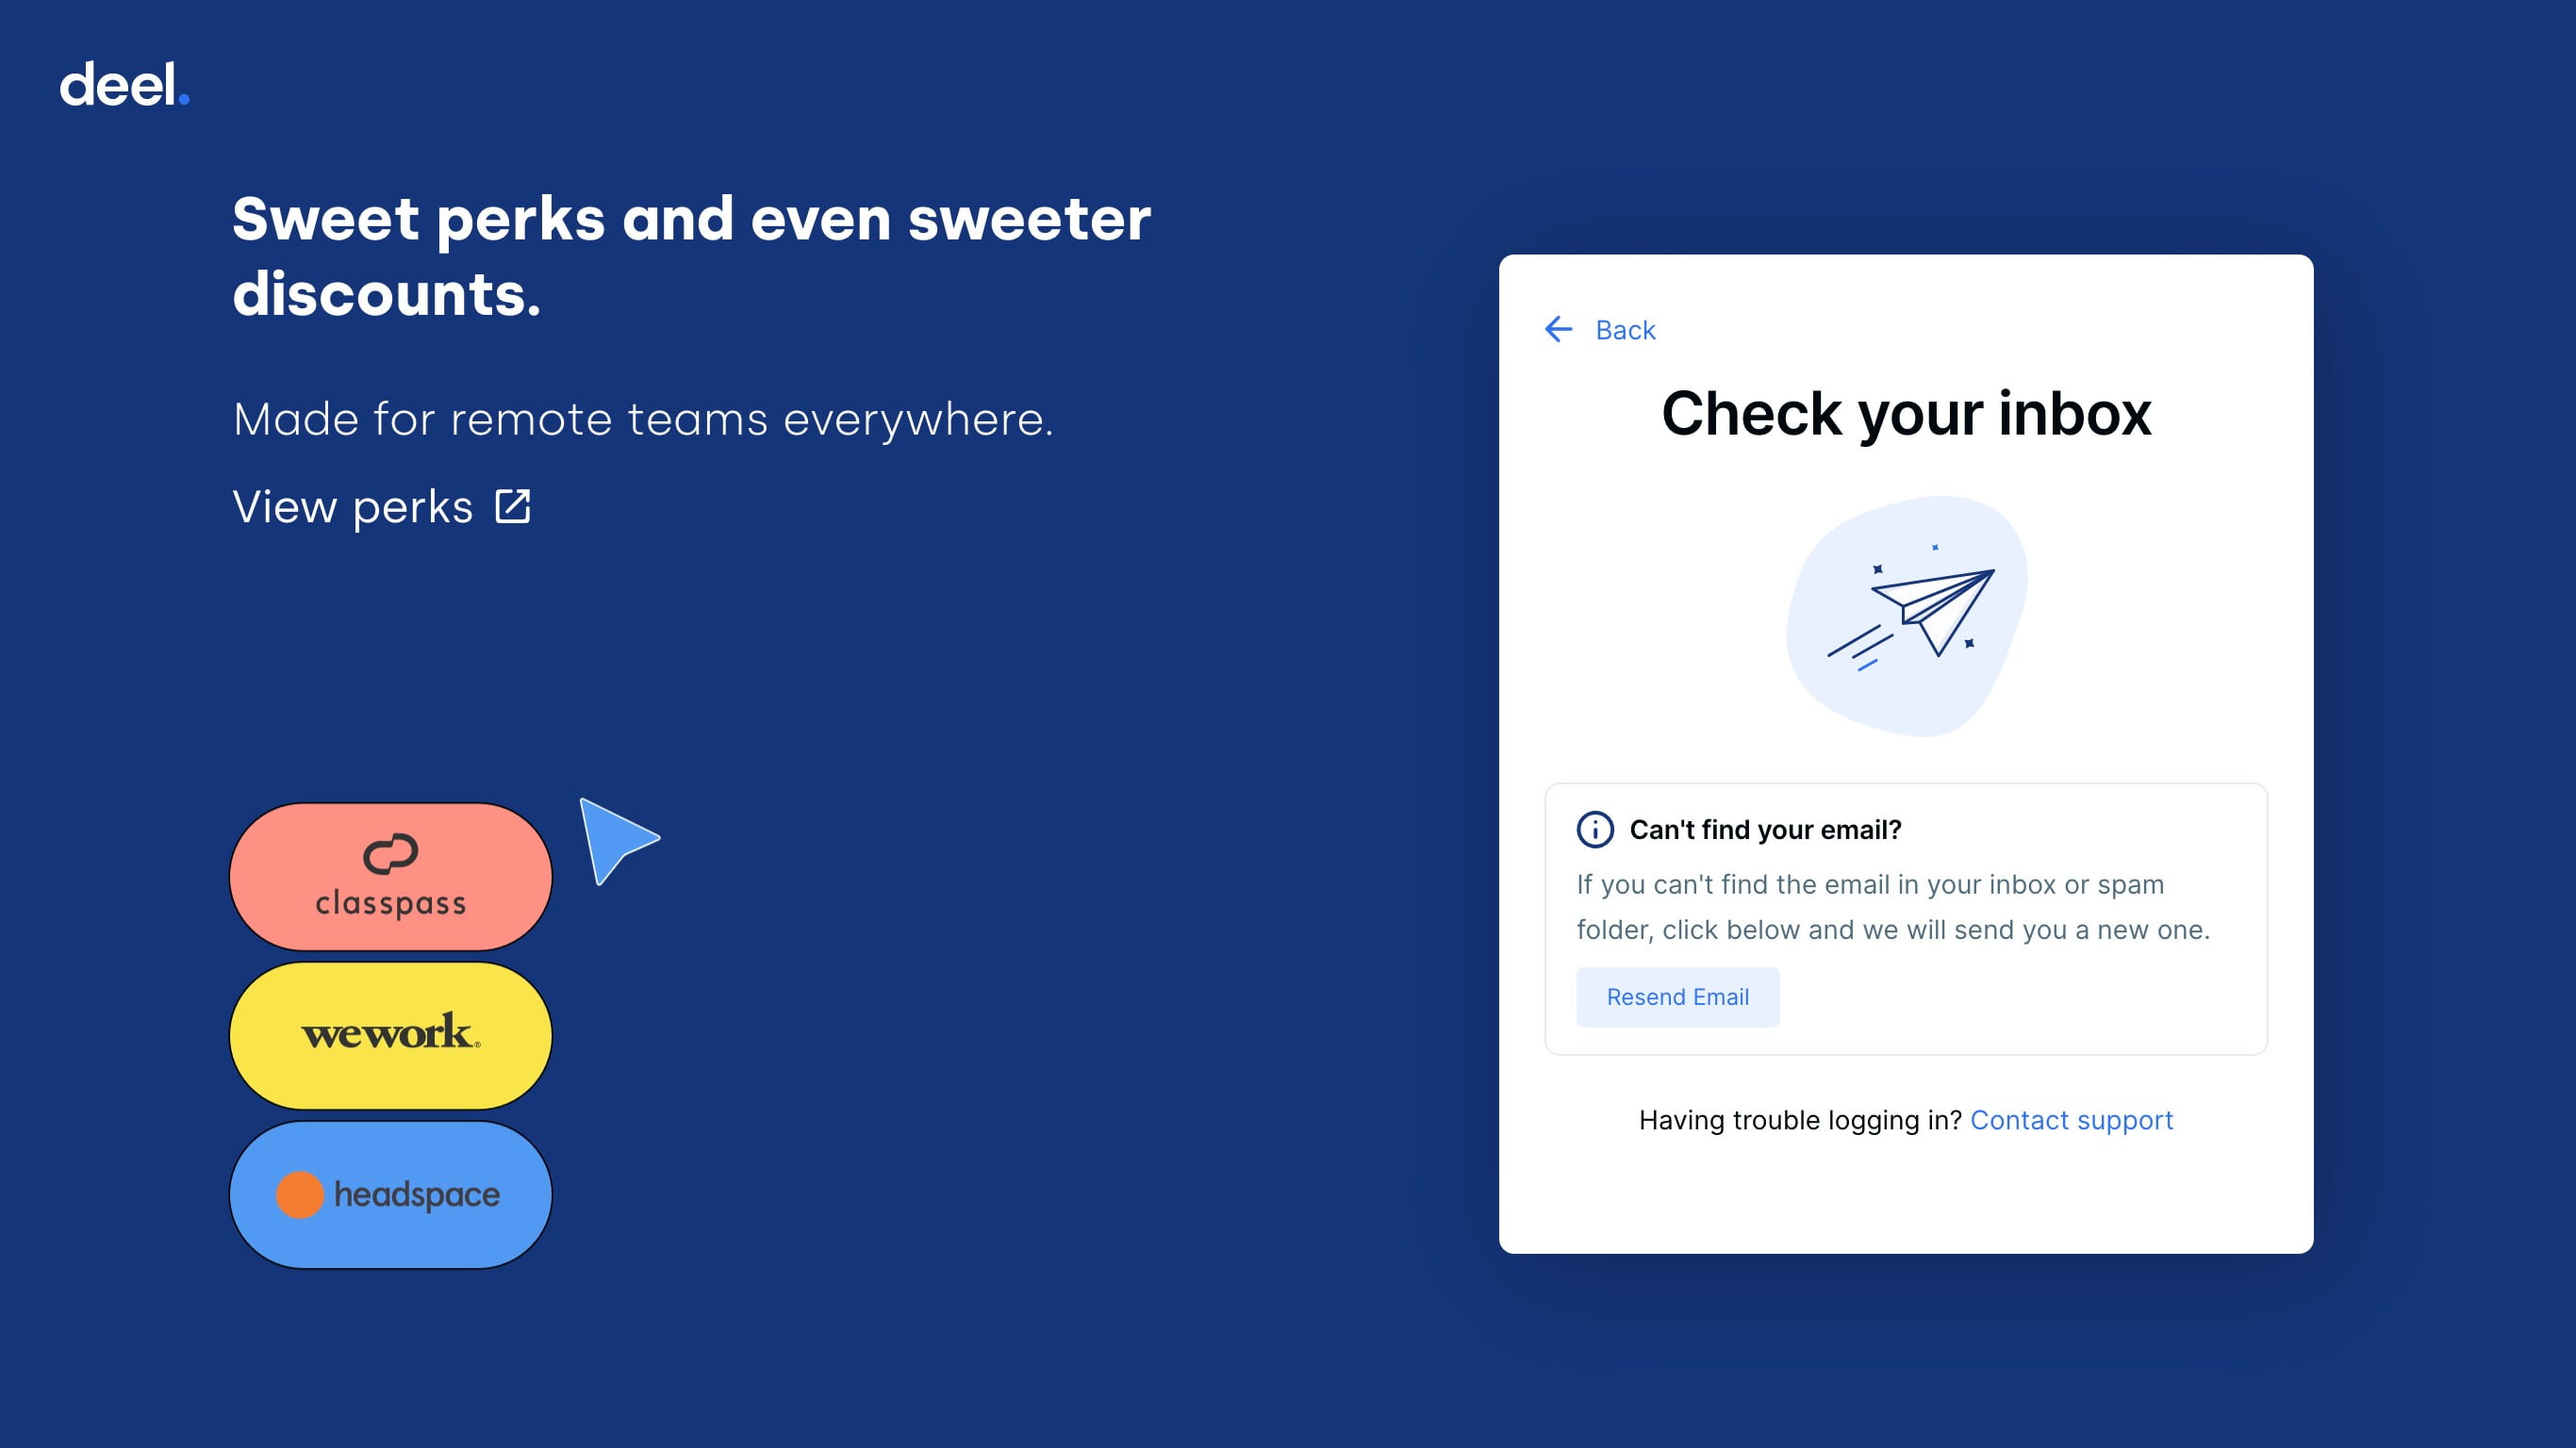 deel.
Sweet perks and even sweeter
discounts.
Made for remote teams everywhere.
View perks
classpass
wework®
headspace
Back
Check your inbox
Can't find your email?
If you can't find the email in your inbox or spam
folder, click below and we will send you a new one.
Resend Email
Having trouble logging in? Contact support